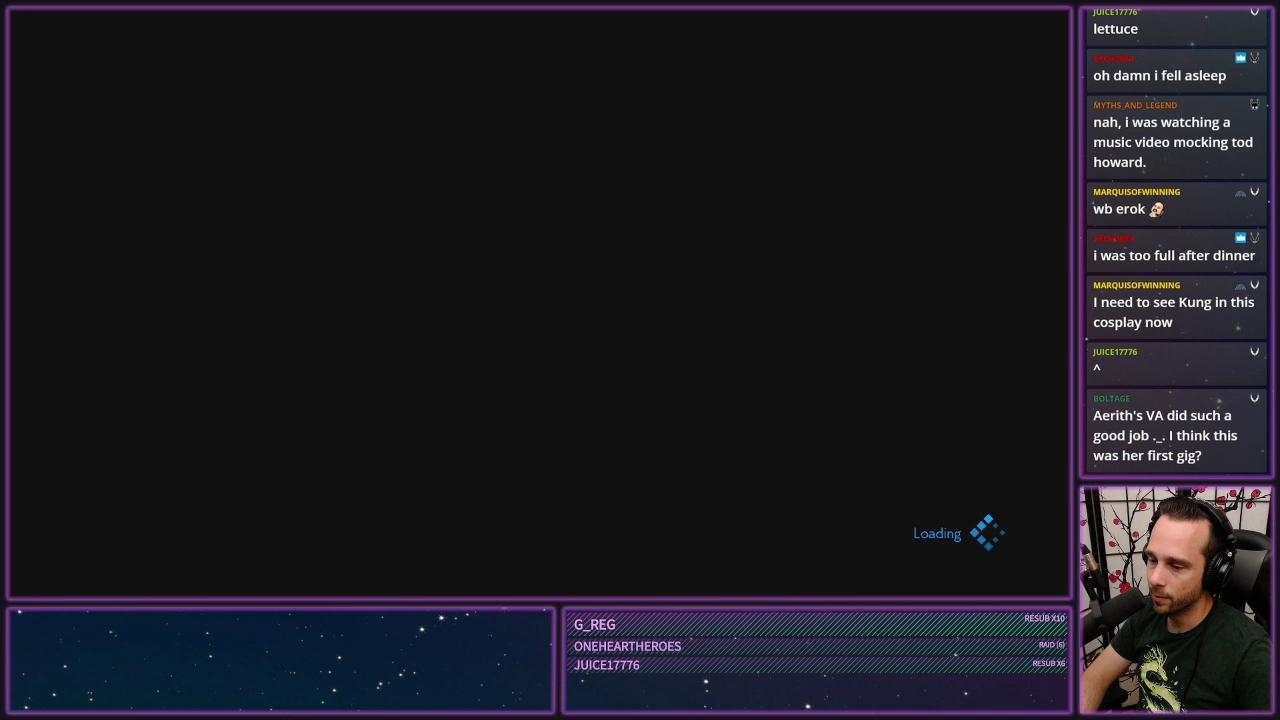 JUICE17776
lettuce
oh damn i fell asleep
MYTHS_AND_LEGEND
nah, i was watching a
music video mocking tod
howard.
MARQUISOFWINNING
wb erok
i was too full after dinner
MARQUISOFWINNING
I need to see Kung in this
cosplay now
JUICE17776
^
BOLTAGE
Aerith's VA did such a
good job ._. I think this
was her first gig?
Loading
G_REG
RESUB X10
ONEHEARTHEROES
RAID (6)
JUICE17776
RESUB X6